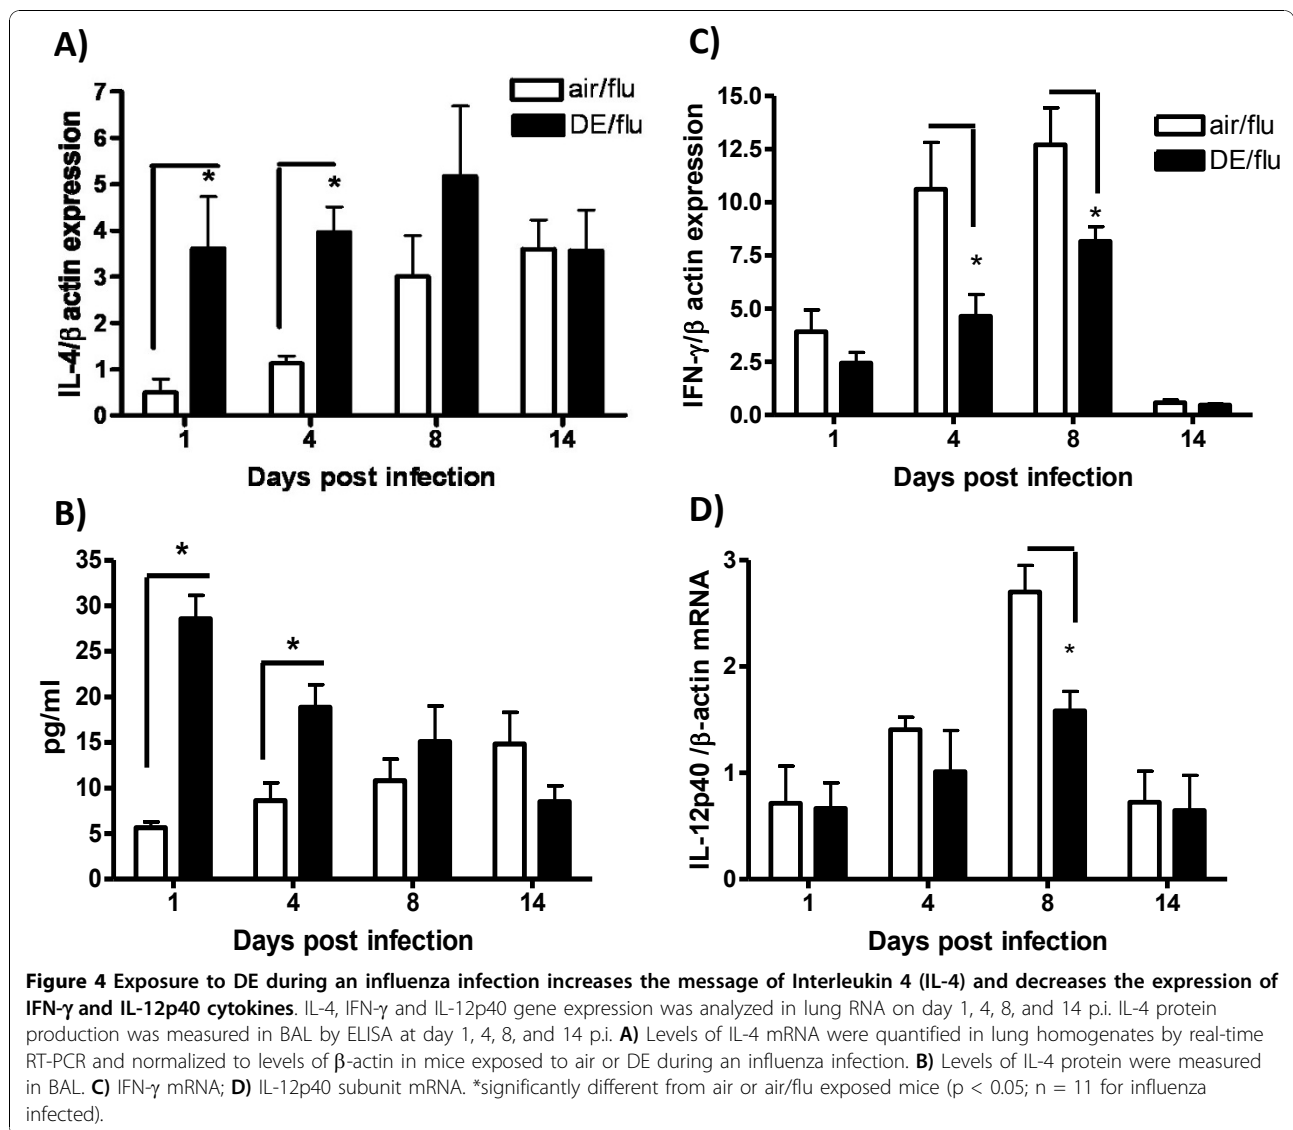 A)
7
6
5
4
3
2
1
0
IL-4/β actin expression
air/flu
DE/flu
*
*
1 4 8 14
Days post infection
B)
35
30
25
20
15
10
5
0
pg/ml
*
*
1 4 8 14
Days post infection
C)
15.0
12.5
10.0
7.5
5.0
2.5
0.0
IFN-γ/β actin expression
air/flu
DE/flu
*
*
1 4 8 14
Days post infection
D)
3
2
1
0
IL-12p40 /β-actin mRNA
*
1 4 8 14
Days post infection
Figure 4 Exposure to DE during an influenza infection increases the message of Interleukin 4 (IL-4) and decreases the expression of
IFN-γ and IL-12p40 cytokines. IL-4, IFN-γ and IL-12p40 gene expression was analyzed in lung RNA on day 1, 4, 8, and 14 p.i. IL-4 protein
production was measured in BAL by ELISA at day 1, 4, 8, and 14 p.i. A) Levels of IL-4 mRNA were quantified in lung homogenates by real-time
RT-PCR and normalized to levels of β-actin in mice exposed to air or DE during an influenza infection. B) Levels of IL-4 protein were measured
in BAL. C) IFN-γ mRNA; D) IL-12p40 subunit mRNA. *significantly different from air or air/flu exposed mice (p < 0.05; n = 11 for influenza
infected).